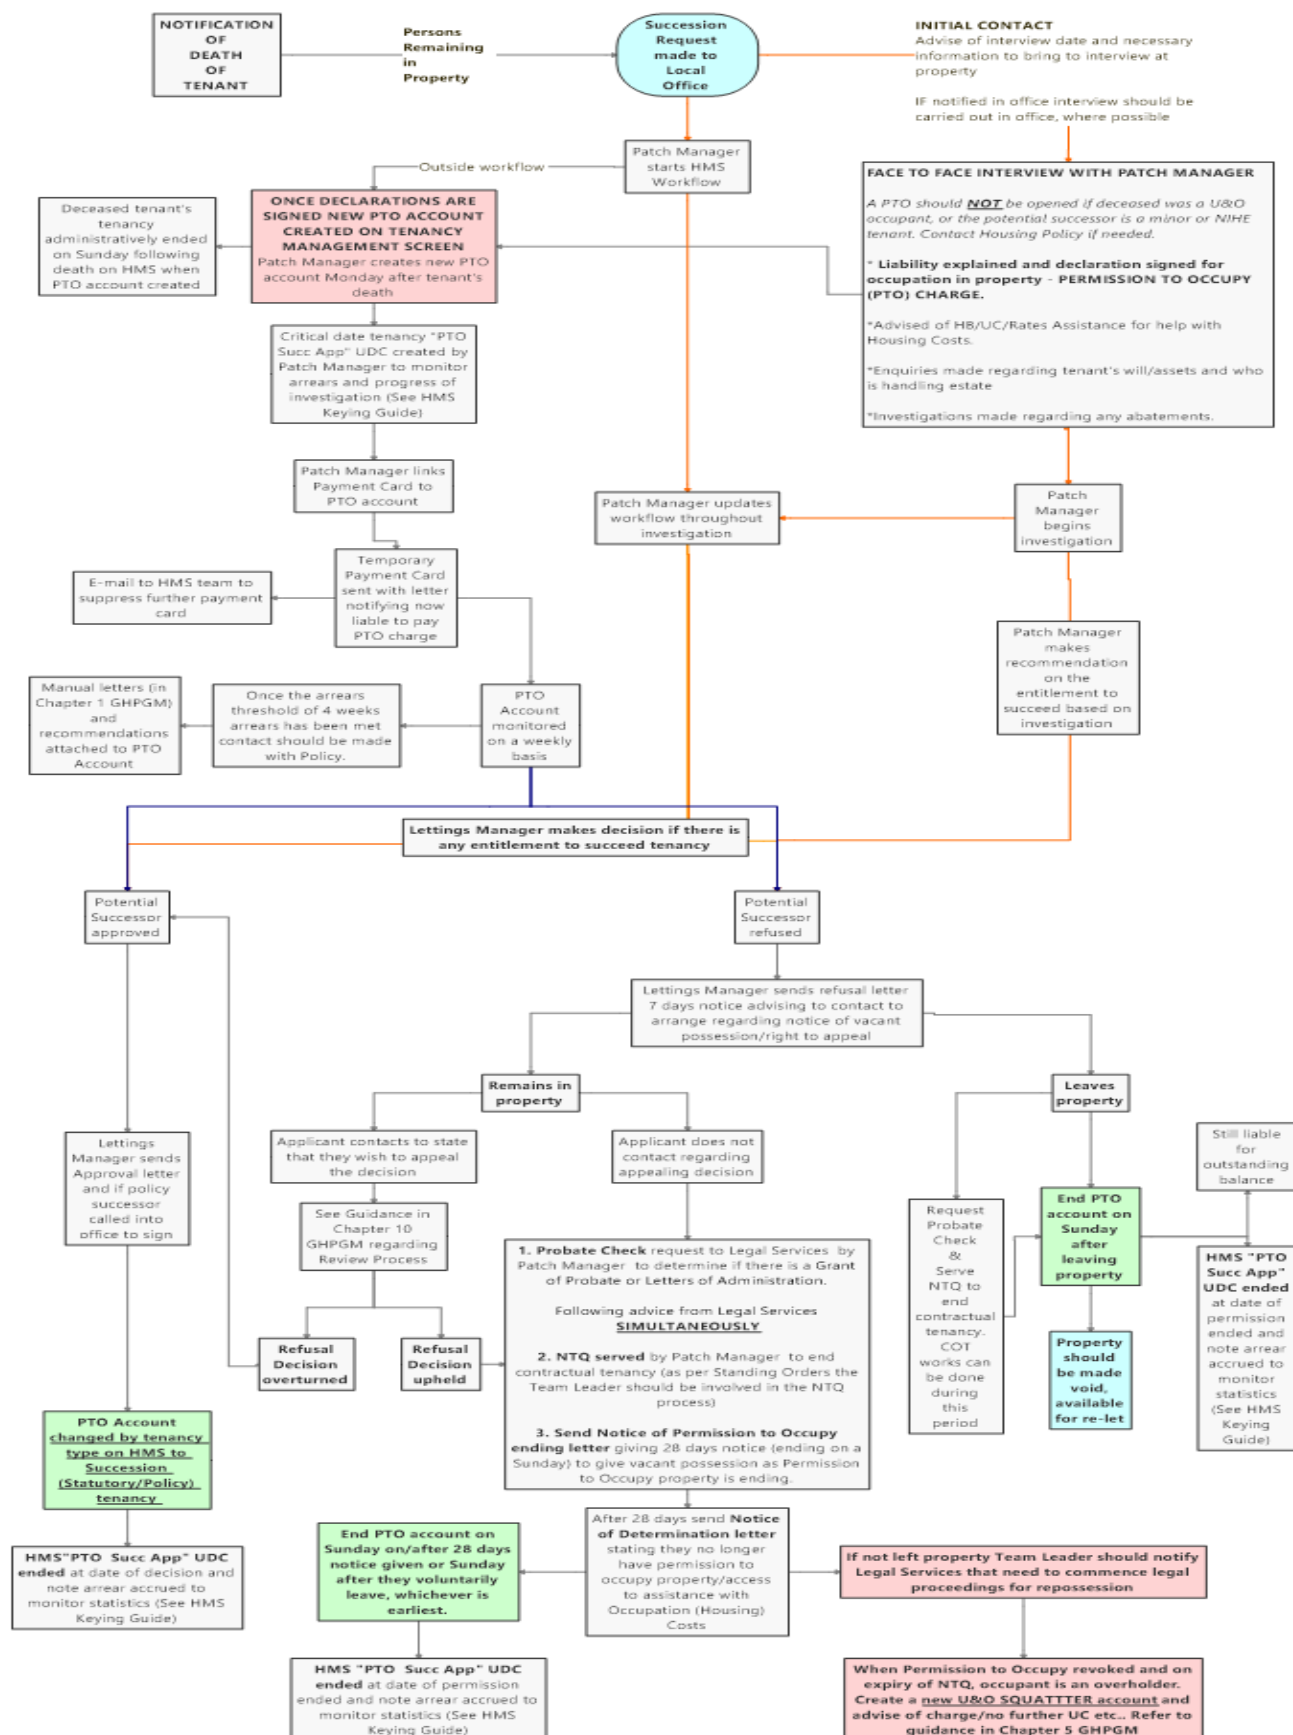 NOTIFICATION
OF
DEATH
OF
TENANT
Persons
Remaining
in
Property
Succession
Request
made to
Local
Office
INITIAL CONTACT
Advise of interview date and necessary
information to bring to interview at
property
IF notified in office interview should be
carried out in office, where possible
Patch Manager
starts HMS
Workflow
Outside workflow
FACE TO FACE INTERVIEW WITH PATCH MANAGER
A PTO should NOT be opened if deceased was a U&O
occupant, or the potential successor is a minor or NIHE
tenant. Contact Housing Policy if needed.
* Liability explained and declaration signed for
occupation in property - PERMISSION TO OCCUPY
(PTO) CHARGE.
*Advised of HB/UC/Rates Assistance for help with
Housing Costs.
*Enquiries made regarding tenant's will/assets and who
is handling estate
*Investigations made regarding any abatements.
ONCE DECLARATIONS ARE
SIGNED NEW PTO ACCOUNT
CREATED ON TENANCY
MANAGEMENT SCREEN
Patch Manager creates new PTO
account Monday after tenant's
death
Deceased tenant's
tenancy
administratively ended
on Sunday following
death on HMS when
PTO account created
Critical date tenancy "PTO
Succ App" UDC created by
Patch Manager to monitor
arrears and progress of
investigation (See HMS
Keying Guide)
Patch Manager links
Payment Card to
PTO account
Patch Manager updates
workflow throughout
investigation
Patch
Manager
begins
investigation
Temporary
Payment Card
sent with letter
notifying now
liable to pay
PTO charge
E-mail to HMS team to
suppress further payment
card
Patch Manager
makes
recommendation
on the
entitlement to
succeed based on
investigation
Manual letters (in
Chapter 1 GHPGM)
and
recommendations
attached to PTO
Account
Once the arrears
threshold of 4 weeks
arrears has been met
contact should be made
with Policy.
PTO
Account
monitored
on a weekly
basis
Lettings Manager makes decision if there is
any entitlement to succeed tenancy
Potential
Successor
approved
Potential
Successor
refused
Lettings Manager sends refusal letter
7 days notice advising to contact to
arrange regarding notice of vacant
possession/right to appeal
Remains in
property
Leaves
property
Lettings
Manager sends
Approval letter
and if policy
successor
called into
office to sign
Applicant contacts to state
that they wish to appeal
the decision
Applicant does not
contact regarding
appealing decision
Still liable
for
outstanding
balance
See Guidance in
Chapter 10
GHPGM regarding
Review Process
Request
Probate
Check
&
Serve
NTQ to
end
contractual
tenancy.
COT
works can
be done
during
this
period
End PTO
account on
Sunday
after
leaving
property
1. Probate Check request to Legal Services by
Patch Manager to determine if there is a Grant
of Probate or Letters of Administration.
Following advice from Legal Services
SIMULTANEOUSLY
2. NTQ served by Patch Manager to end
contractual tenancy (as per Standing Orders the
Team Leader should be involved in the NTQ
process)
3. Send Notice of Permission to Occupy
ending letter giving 28 days notice (ending on a
Sunday) to give vacant possession as Permission
to Occupy property is ending.
HMS "PTO
Succ App"
UDC ended
at date of
permission
ended and
note arrear
accrued to
monitor
statistics
(See HMS
Keying
Guide)
Refusal
Decision
overturned
Refusal
Decision
upheld
Property
should
be made
void,
available
for re-let
PTO Account
changed by tenancy
type on HMS to
Succession
(Statutory/Policy)
tenancy
HMS"PTO Succ App" UDC
ended at date of decision and
note arrear accrued to
monitor statistics (See HMS
Keying Guide)
End PTO account on
Sunday on/after 28 days
notice given or Sunday
after they voluntarily
leave, whichever is
earliest.
After 28 days send Notice
of Determination letter
stating they no longer
have permission to
occupy property/access
to assistance with
Occupation (Housing)
Costs
If not left property Team Leader should notify
Legal Services that need to commence legal
proceedings for repossession
HMS "PTO Succ App" UDC
ended at date of permission
ended and note arrear accrued to
monitor statistics (See HMS
Keying Guide)
When Permission to Occupy revoked and on
expiry of NTQ, occupant is an overholder.
Create a new U&O SQUATTTER account and
advise of charge/no further UC etc.. Refer to
guidance in Chapter 5 GHPGM